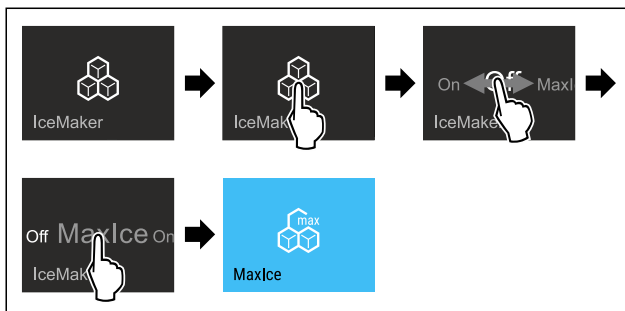 IceMaker
IceMak
On Off MaxI
IceMake
Off MaxIce On
IceMak
max
MaxIce